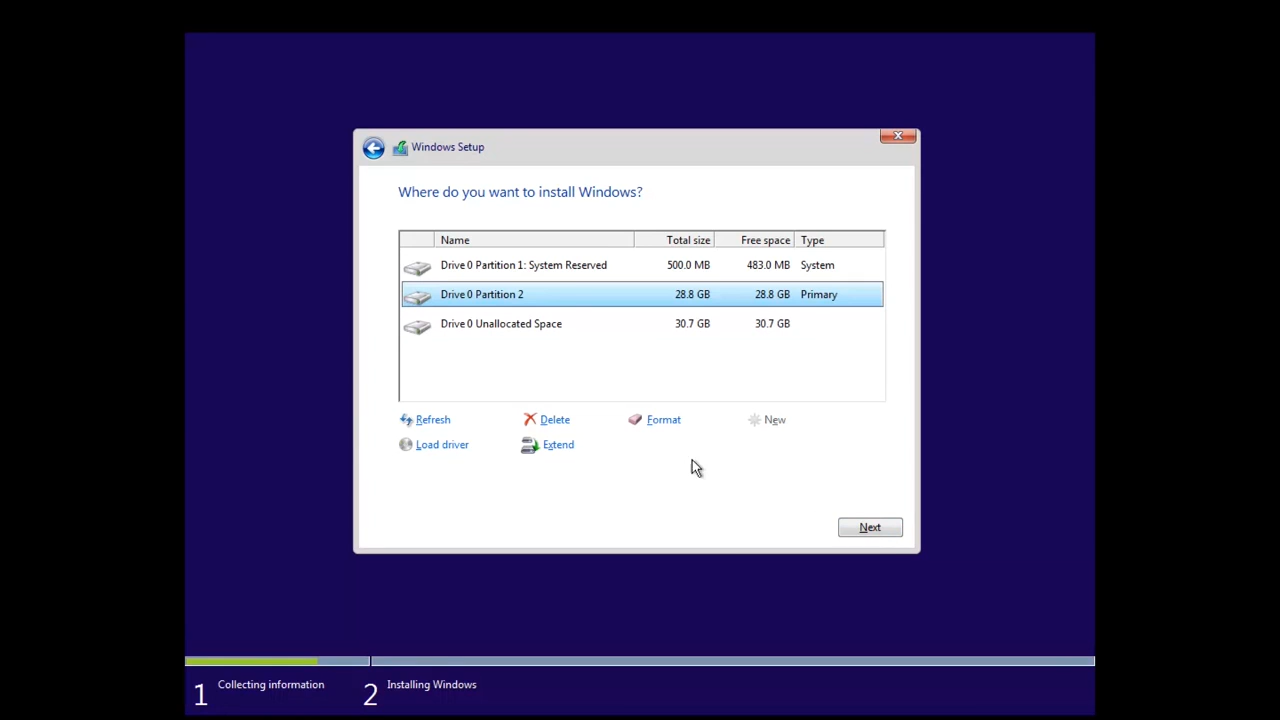 Windows Setup
Where do you want to install Windows?
Name Total size Free space Type
Drive 0 Partition 1: System Reserved 500.0 MB 483.0 MB System
Drive 0 Partition 2 28.8 GB 28.8 GB Primary
Drive 0 Unallocated Space 30.7 GB 30.7 GB
Refresh Delete Format New
Load driver Extend
Next
1 Collecting information 2 Installing Windows